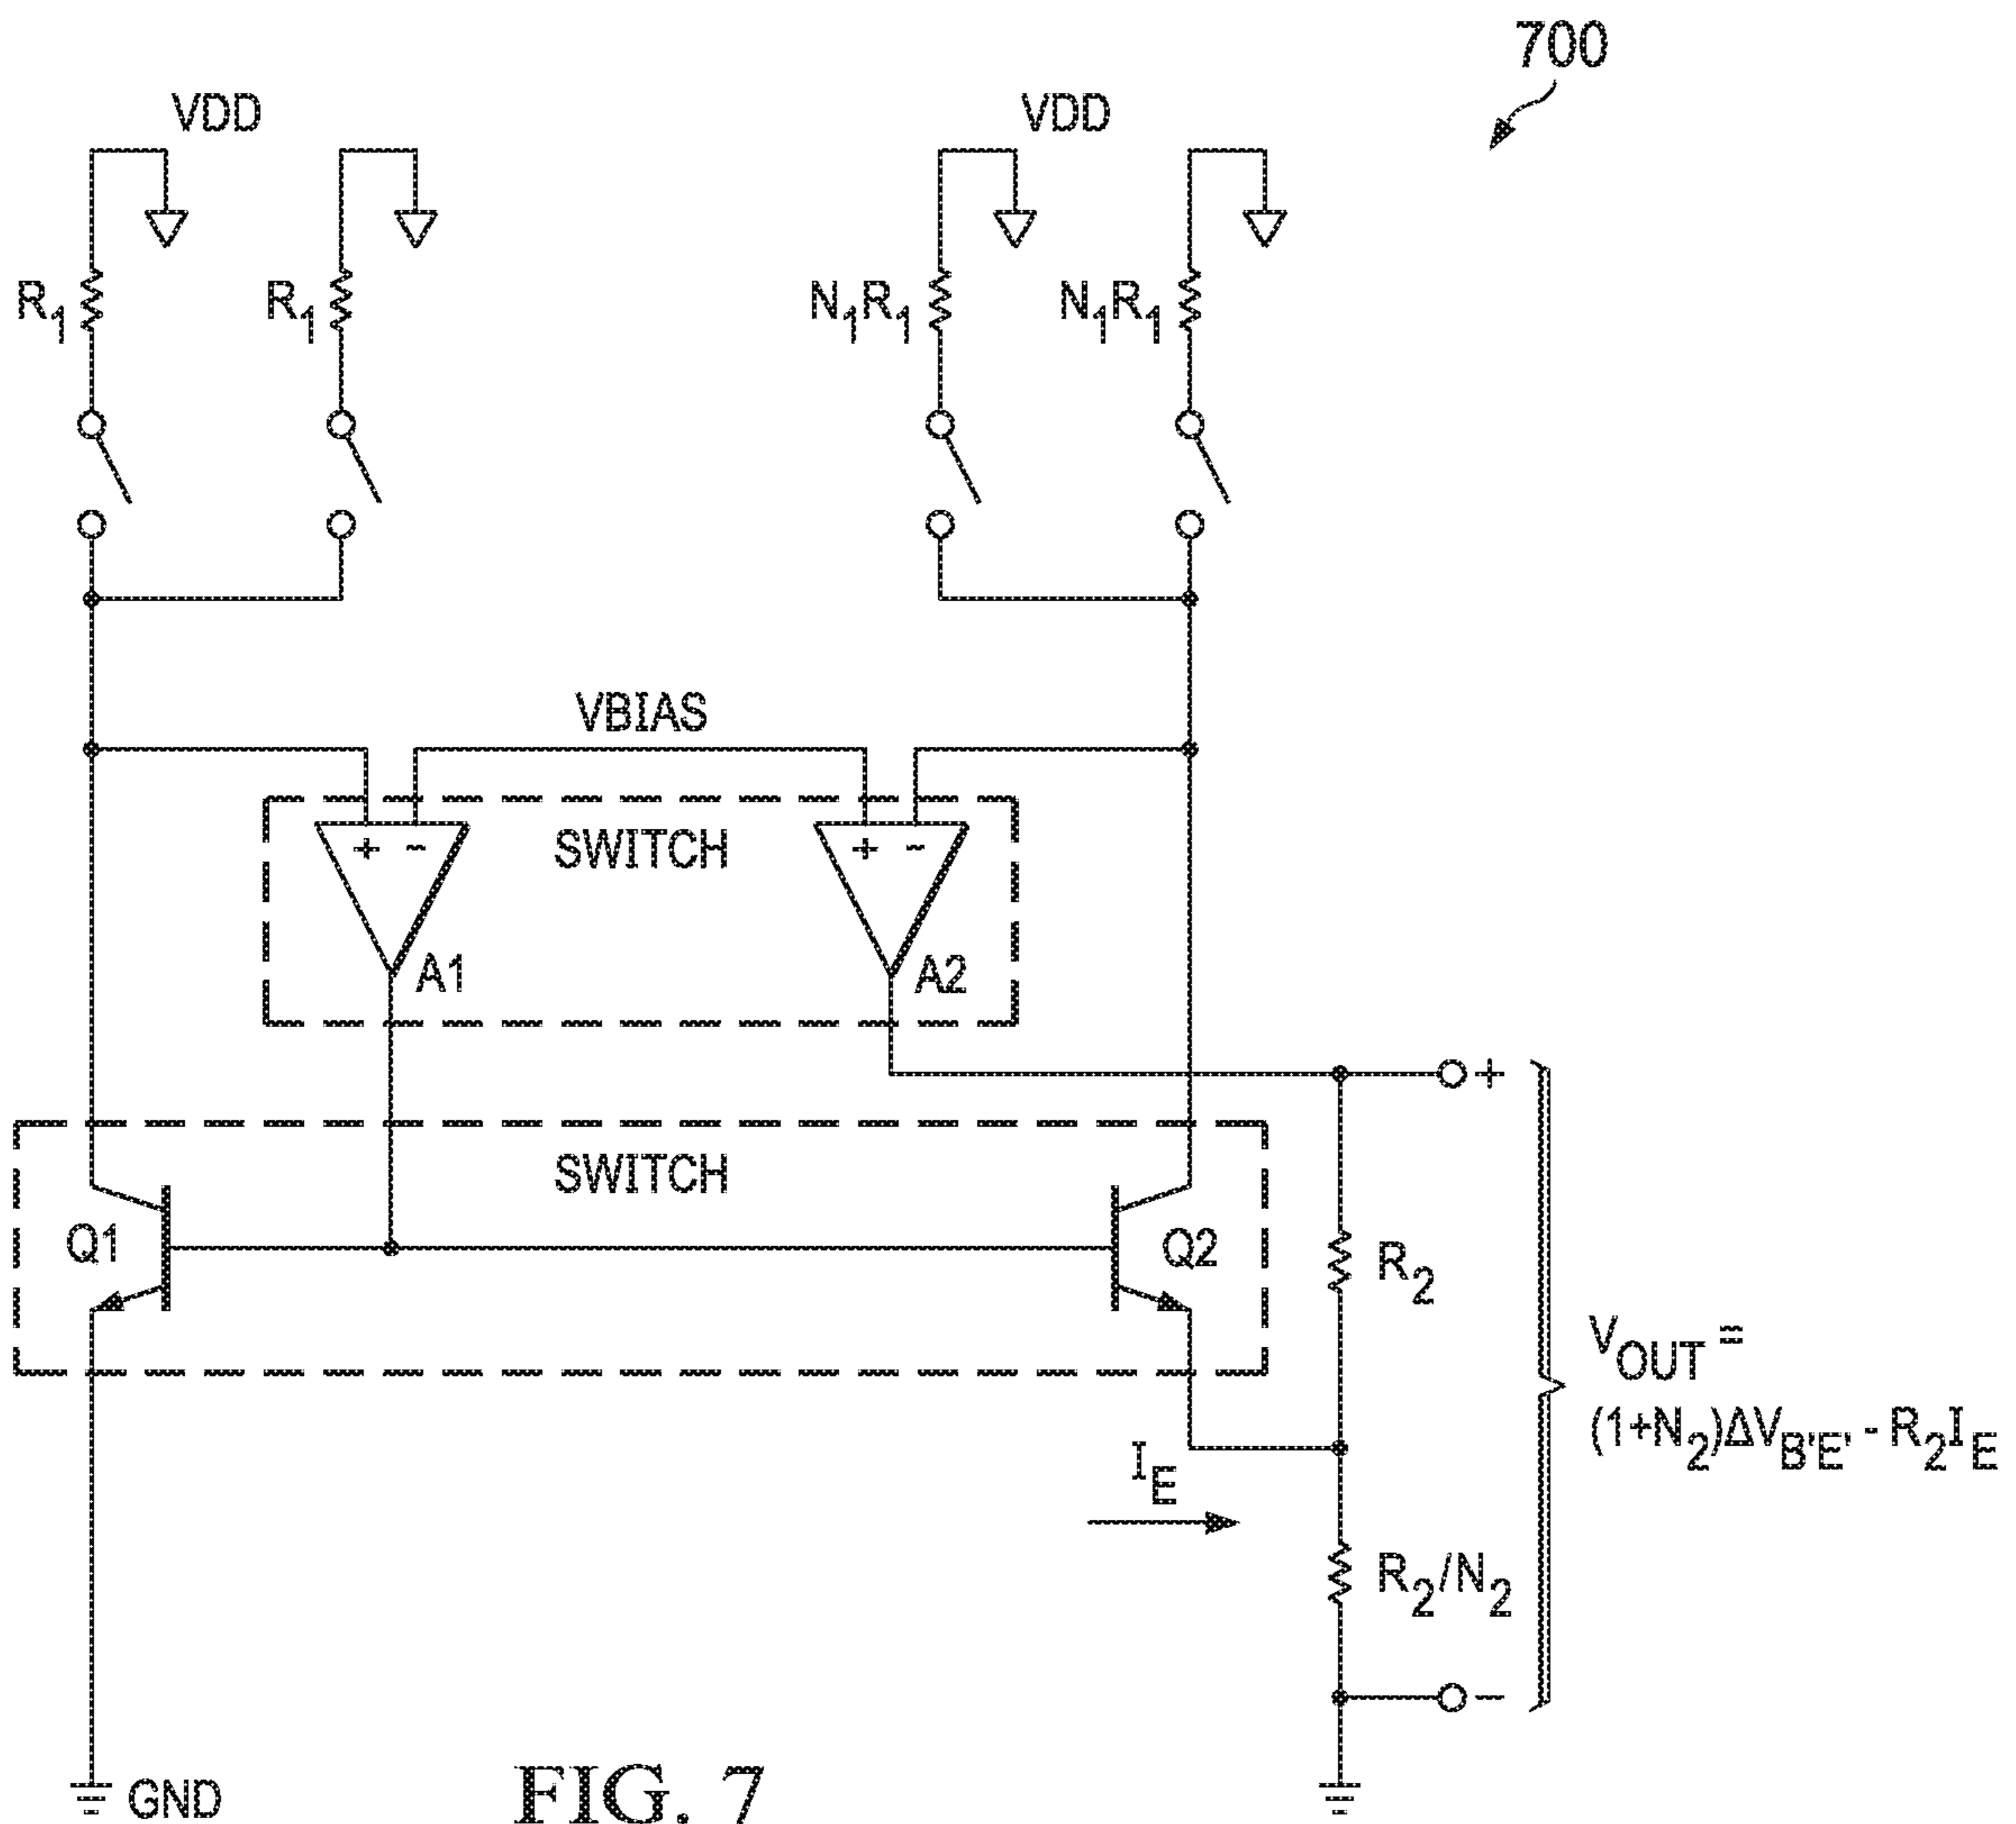 700
VDD
VDD
R1
R1
N1R1
N1R1
VBIAS
+ -
SWITCH
+ -
A1
A2
+
SWITCH
Q1
Q2
R2
VOUT =
(1+N2)ΔVB'E' - R2IE
IE
R2/N2
-
GND
FIG. 7